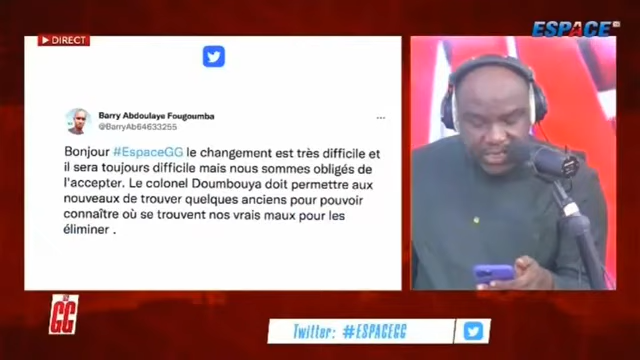 DIRECT
ESPACE
Barry Abdoulaye Fougoumba
@BarryAb64633255
Bonjour #EspaceGG le changement est très difficile et
il sera toujours difficile mais nous sommes obligés de
l'accepter. Le colonel Doumbouya doit permettre aux
nouveaux de trouver quelques anciens pour pouvoir
connaître où se trouvent nos vrais maux pour les
éliminer .
GG
Twitter: #ESPACEGG